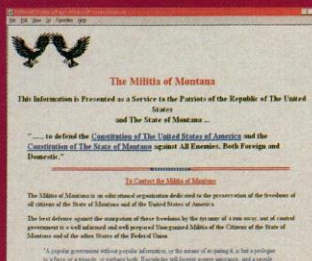 The Militia of Montana
This Information is Presented as a Service to the Patriots of the Republic of The United
States
and The State of Montana ...
"..... to defend the Constitution of The United States of America and the
Constitution of The State of Montana against All Enemies. Both Foreign and
Domestic."
To Contact the Militia of Montana
The Militia of Montana is an educational organization dedicated to the preservation of the freedoms of
all citizens of the State of Montana and of the United States of America.
The best defense against the usurpation of these freedoms by the tyranny of a run away, out of control
government is a well informed and well prepared Unorganized Militia of the Citizens of the State of
Montana and of the other States of the Federal Union.
"A popular government without popular information, or the means of acquiring it, is but a prologue
to a farce or a tragedy, or perhaps both. Knowledge will forever govern ignorance, and a people